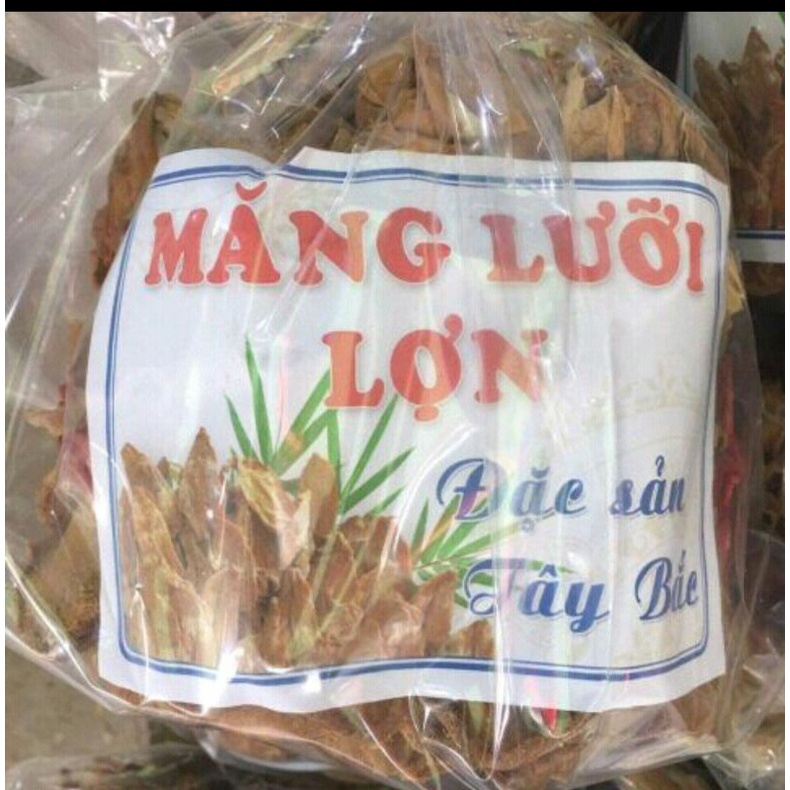 MĂNG LƯỠI
LỢN
Đặc sản
Tây Bắc